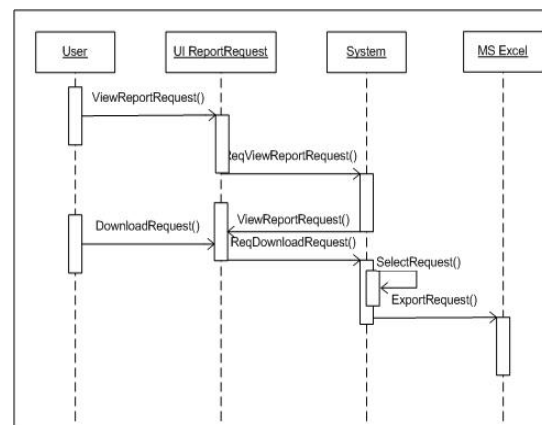 User
UI ReportRequest
System
MS Excel
ViewReportRequest()
ReqViewReportRequest()
ViewReportRequest()
DownloadRequest()
ReqDownloadRequest()
SelectRequest()
ExportRequest()